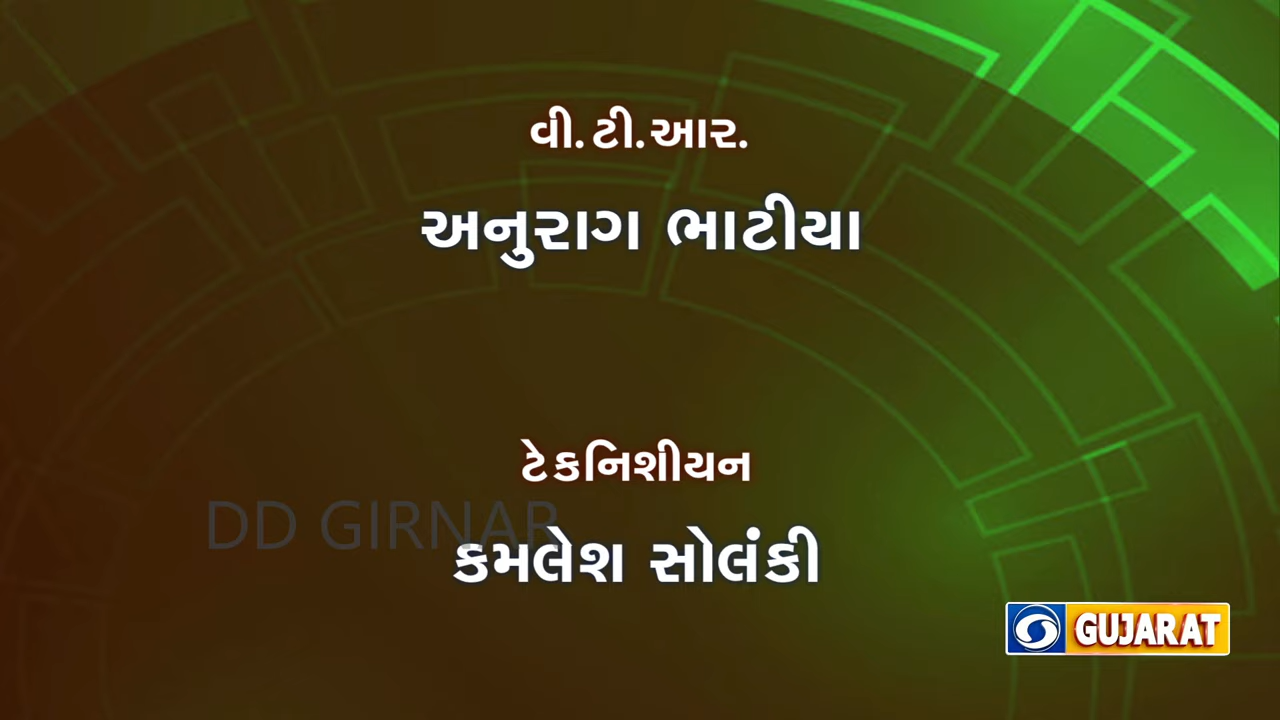 વી. ટી. આર.
અનુરાગ ભાટીયા
ટેકનિશીયન
DD GIRNAR
કમલેશ સોલંકી
GUJARAT